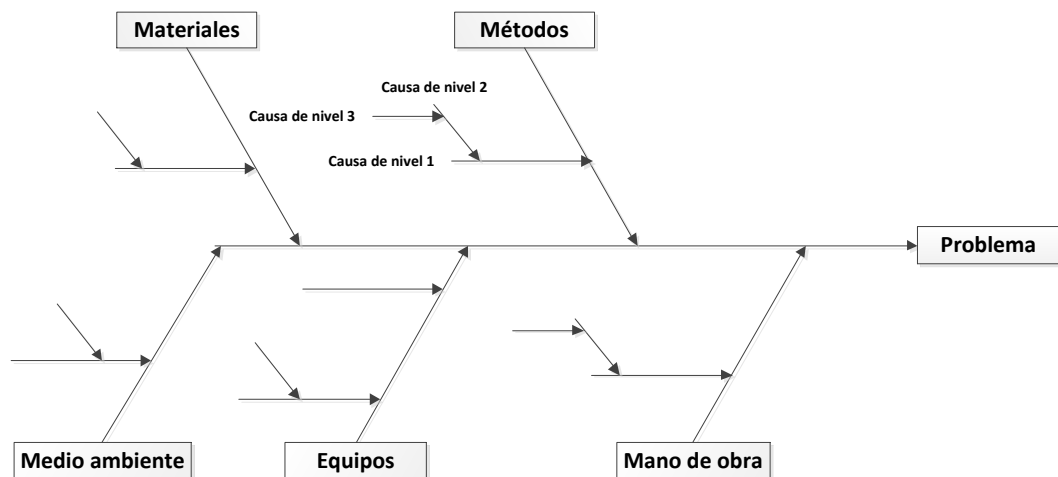 Materiales
Métodos
Causa de nivel 2
Causa de nivel 3
Causa de nivel 1
Problema
Medio ambiente
Equipos
Mano de obra